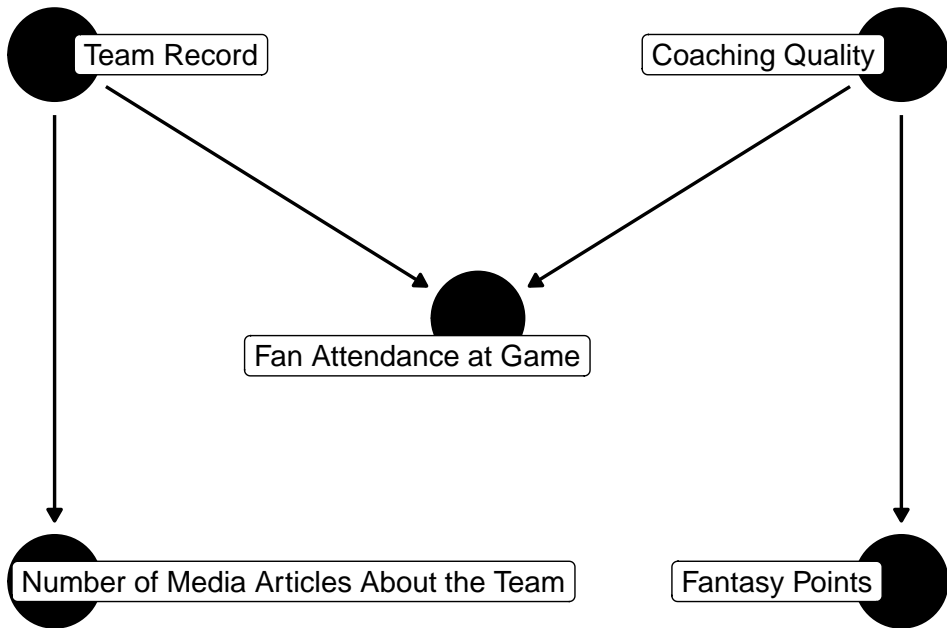 Team Record
Coaching Quality
Fan Attendance at Game
Number of Media Articles About the Team
Fantasy Points